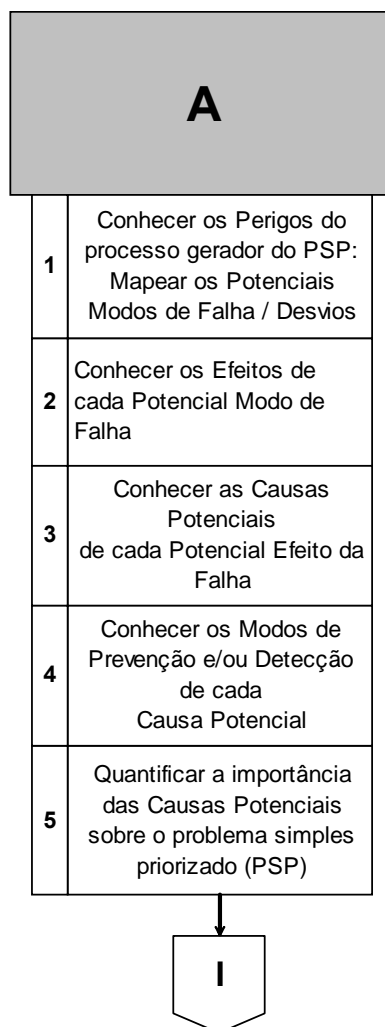 A
1
Conhecer os Perigos do
processo gerador do PSP:
Mapear os Potenciais
Modos de Falha / Desvios
2
Conhecer os Efeitos de
cada Potencial Modo de
Falha
3
Conhecer as Causas
Potenciais
de cada Potencial Efeito da
Falha
4
Conhecer os Modos de
Prevenção e/ou Detecção
de cada
Causa Potencial
5
Quantificar a importância
das Causas Potenciais
sobre o problema simples
priorizado (PSP)
I